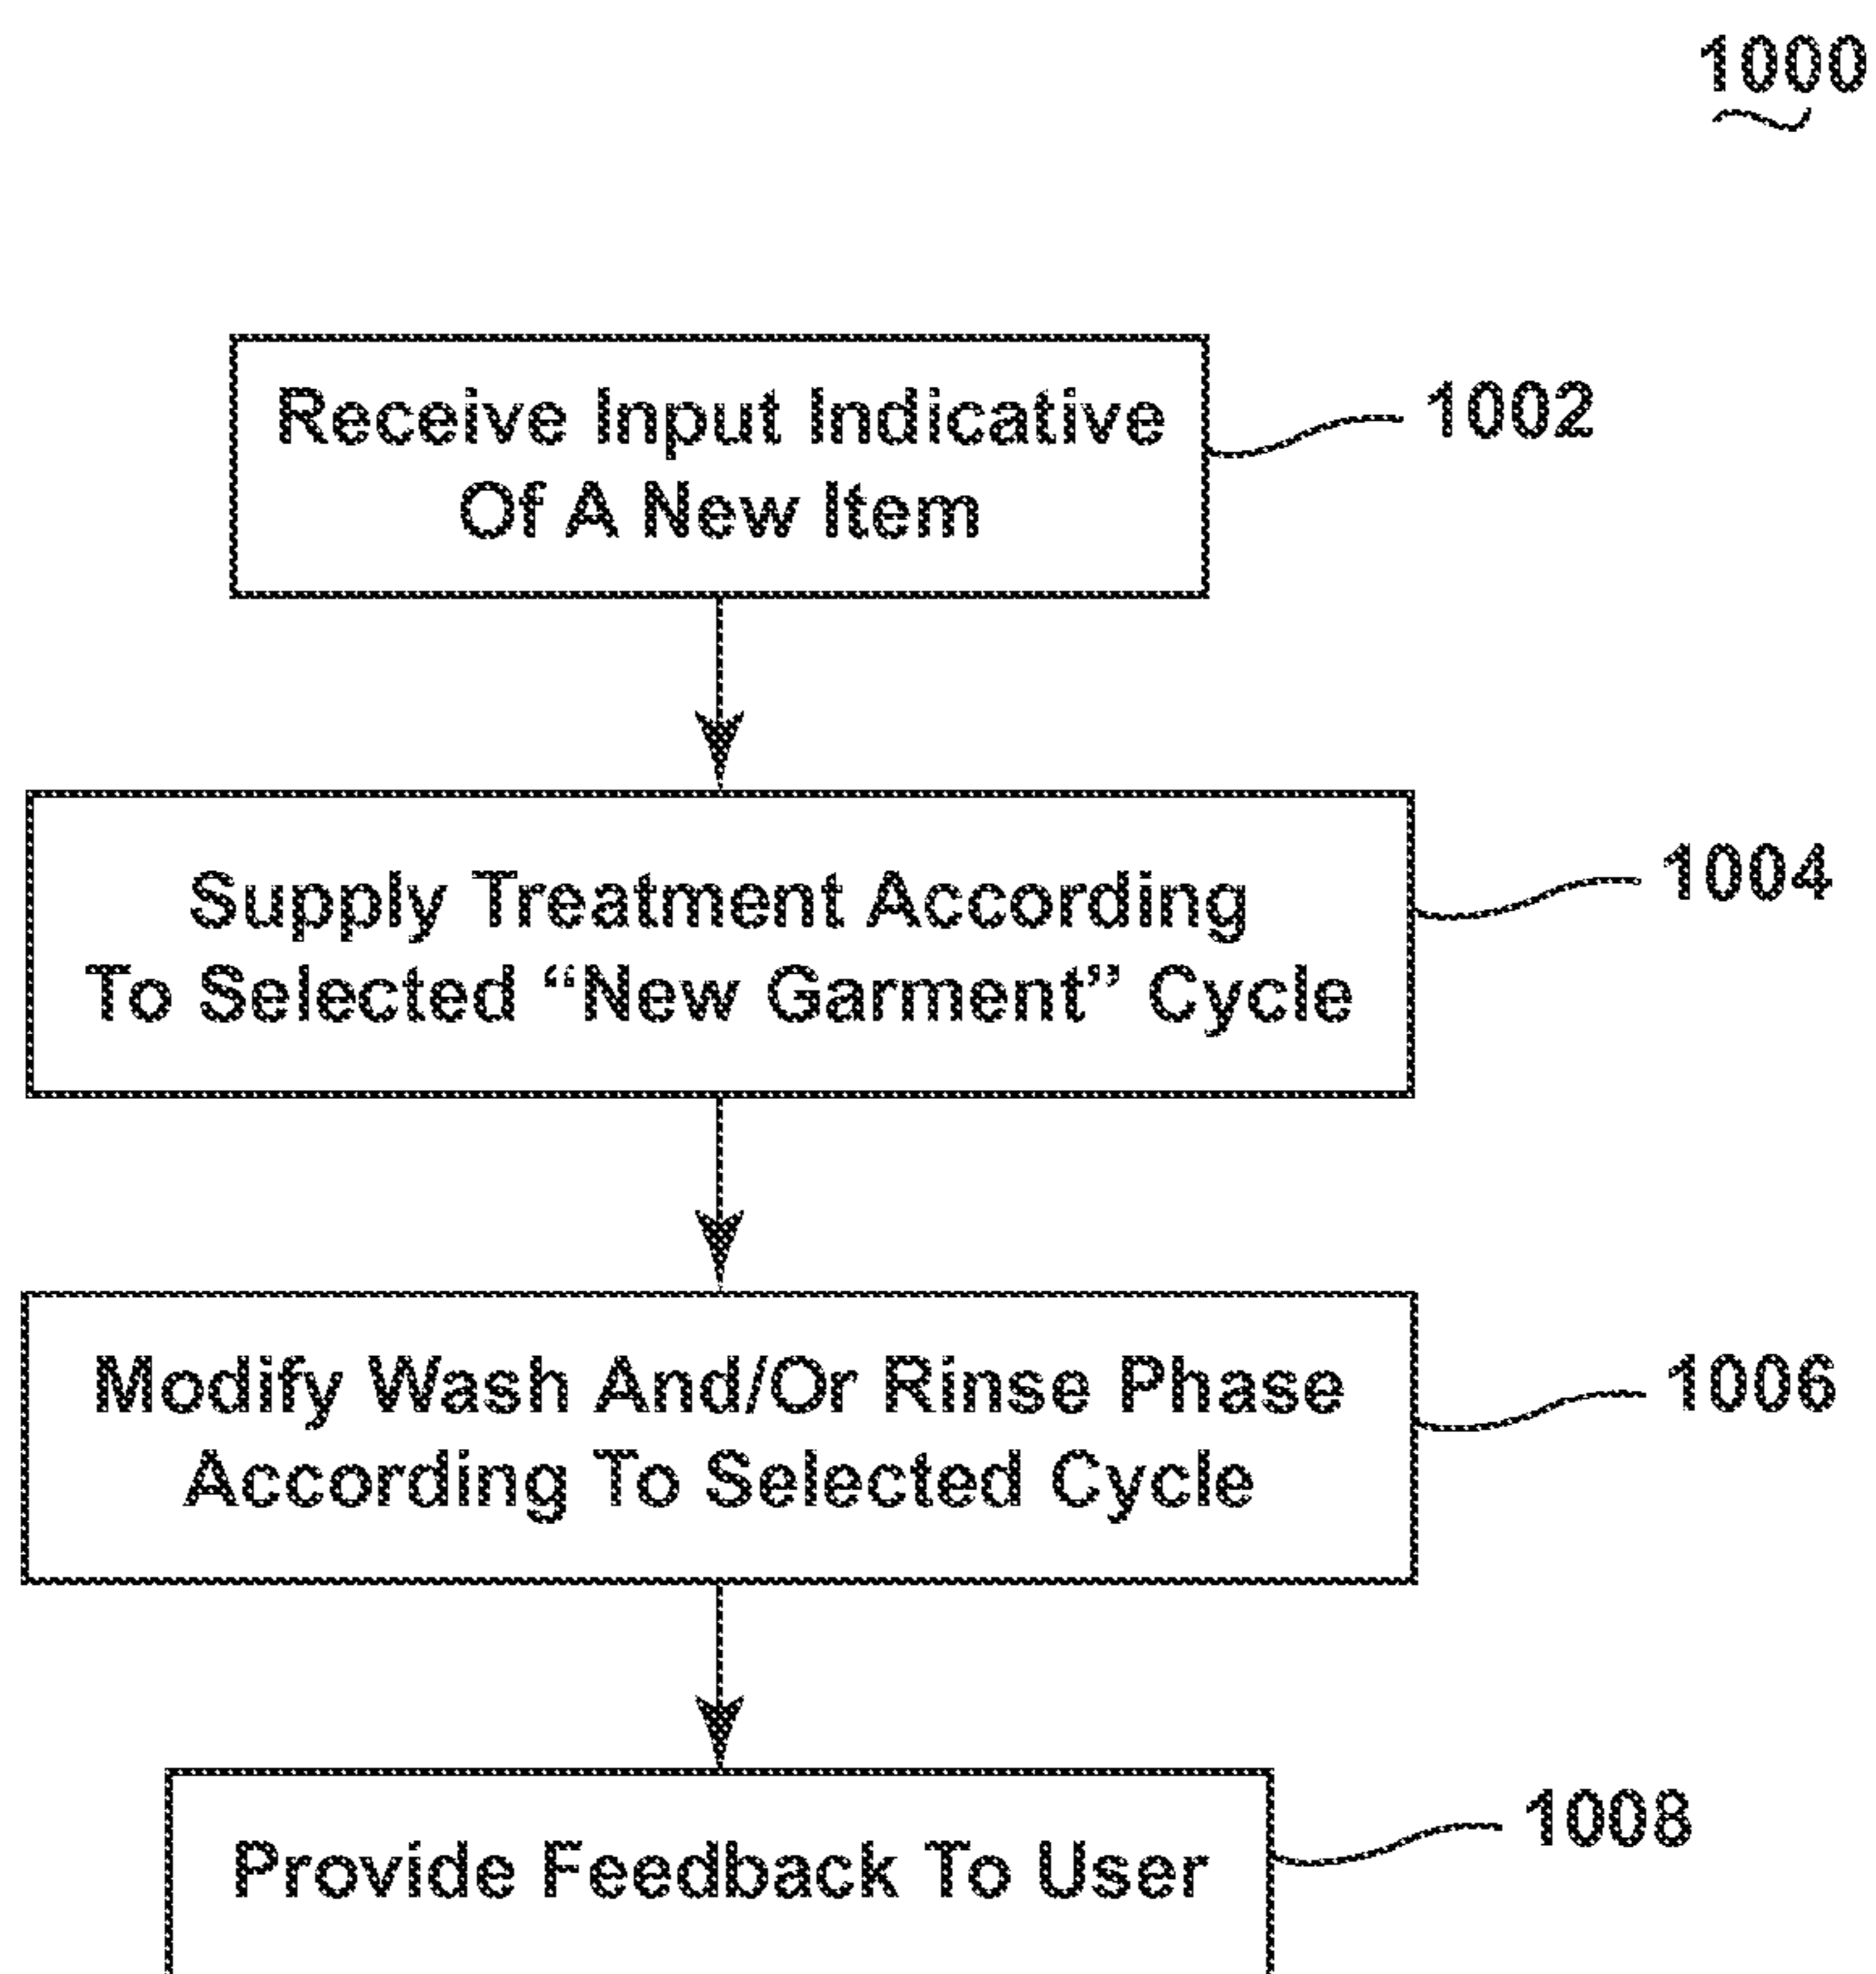 1000
Receive Input Indicative
Of A New Item
1002
Supply Treatment According
To Selected “New Garment” Cycle
1004
Modify Wash And/Or Rinse Phase
According To Selected Cycle
1006
Provide Feedback To User
1008